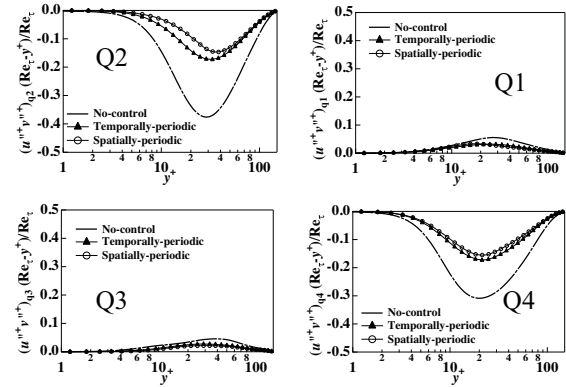 0.0
-0.1
-0.2
-0.3
-0.4
-0.5
(u''⁺v''⁺)q2 (Reτ-y⁺)/Reτ
Q2
No-control
Temporally-periodic
Spatially-periodic
1 2 4 6 8 10 2 4 6 8 100
y+
0.5
0.4
0.3
0.2
0.1
0.0
(u''⁺v''⁺)q1 (Reτ-y⁺)/Reτ
No-control
Temporally-periodic
Spatially-periodic
Q1
1 2 4 6 8 10 2 4 6 8 100
y+
0.5
0.4
0.3
0.2
0.1
0.0
(u''⁺v''⁺)q3 (Reτ-y⁺)/Reτ
No-control
Temporally-periodic
Spatially-periodic
Q3
1 2 4 6 8 10 2 4 6 8 100
y+
0.0
-0.1
-0.2
-0.3
-0.4
-0.5
(u''⁺v''⁺)q4 (Reτ-y⁺)/Reτ
Q4
No-control
Temporally-periodic
Spatially-periodic
1 2 4 6 8 10 2 4 6 8 100
y+